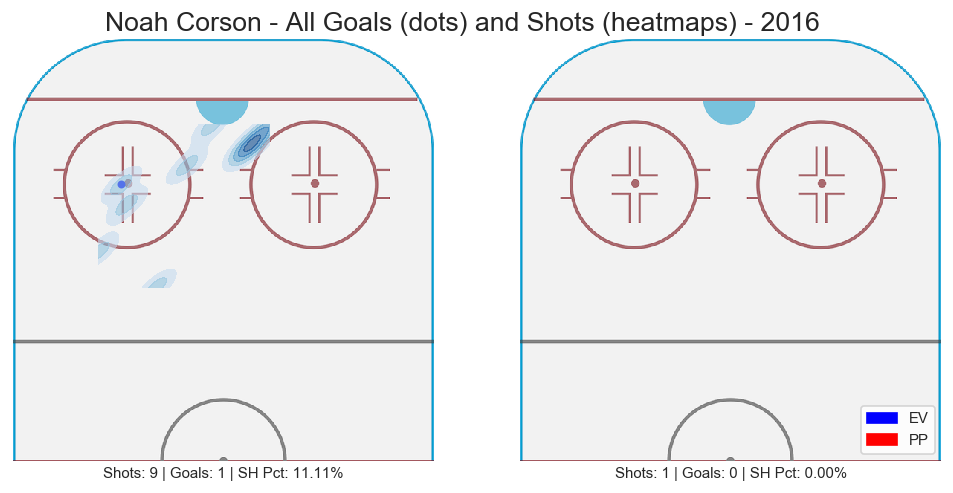 Noah Corson - All Goals (dots) and Shots (heatmaps) - 2016
EV
PP
Shots: 9 | Goals: 1 | SH Pct: 11.11%
Shots: 1 | Goals: 0 | SH Pct: 0.00%